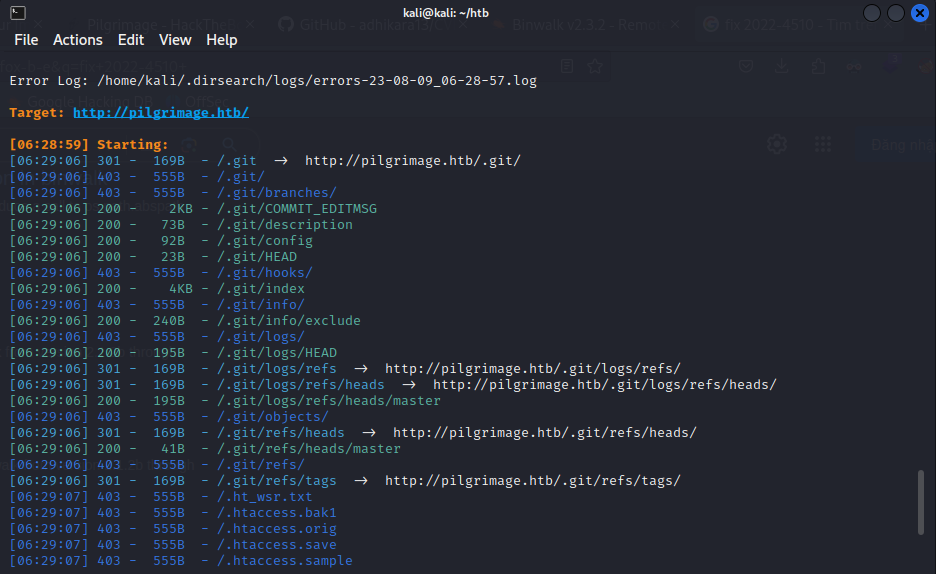 kali@kali: ~/htb
File Actions Edit View Help
Error Log: /home/kali/.dirsearch/logs/errors-23-08-09_06-28-57.log
Target: http://pilgrimage.htb/
[06:28:59] Starting:
[06:29:06] 301 - 169B - /.git → http://pilgrimage.htb/.git/
[06:29:06] 403 - 555B - /.git/
[06:29:06] 403 - 555B - /.git/branches/
[06:29:06] 200 - 2KB - /.git/COMMIT_EDITMSG
[06:29:06] 200 - 73B - /.git/description
[06:29:06] 200 - 92B - /.git/config
[06:29:06] 200 - 23B - /.git/HEAD
[06:29:06] 403 - 555B - /.git/hooks/
[06:29:06] 200 - 4KB - /.git/index
[06:29:06] 403 - 555B - /.git/info/
[06:29:06] 200 - 240B - /.git/info/exclude
[06:29:06] 403 - 555B - /.git/logs/
[06:29:06] 200 - 195B - /.git/logs/HEAD
[06:29:06] 301 - 169B - /.git/logs/refs → http://pilgrimage.htb/.git/logs/refs/
[06:29:06] 301 - 169B - /.git/logs/refs/heads → http://pilgrimage.htb/.git/logs/refs/heads/
[06:29:06] 200 - 195B - /.git/logs/refs/heads/master
[06:29:06] 403 - 555B - /.git/objects/
[06:29:06] 301 - 169B - /.git/refs/heads → http://pilgrimage.htb/.git/refs/heads/
[06:29:06] 200 - 41B - /.git/refs/heads/master
[06:29:06] 403 - 555B - /.git/refs/
[06:29:06] 301 - 169B - /.git/refs/tags → http://pilgrimage.htb/.git/refs/tags/
[06:29:07] 403 - 555B - /.ht_wsr.txt
[06:29:07] 403 - 555B - /.htaccess.bak1
[06:29:07] 403 - 555B - /.htaccess.orig
[06:29:07] 403 - 555B - /.htaccess.save
[06:29:07] 403 - 555B - /.htaccess.sample